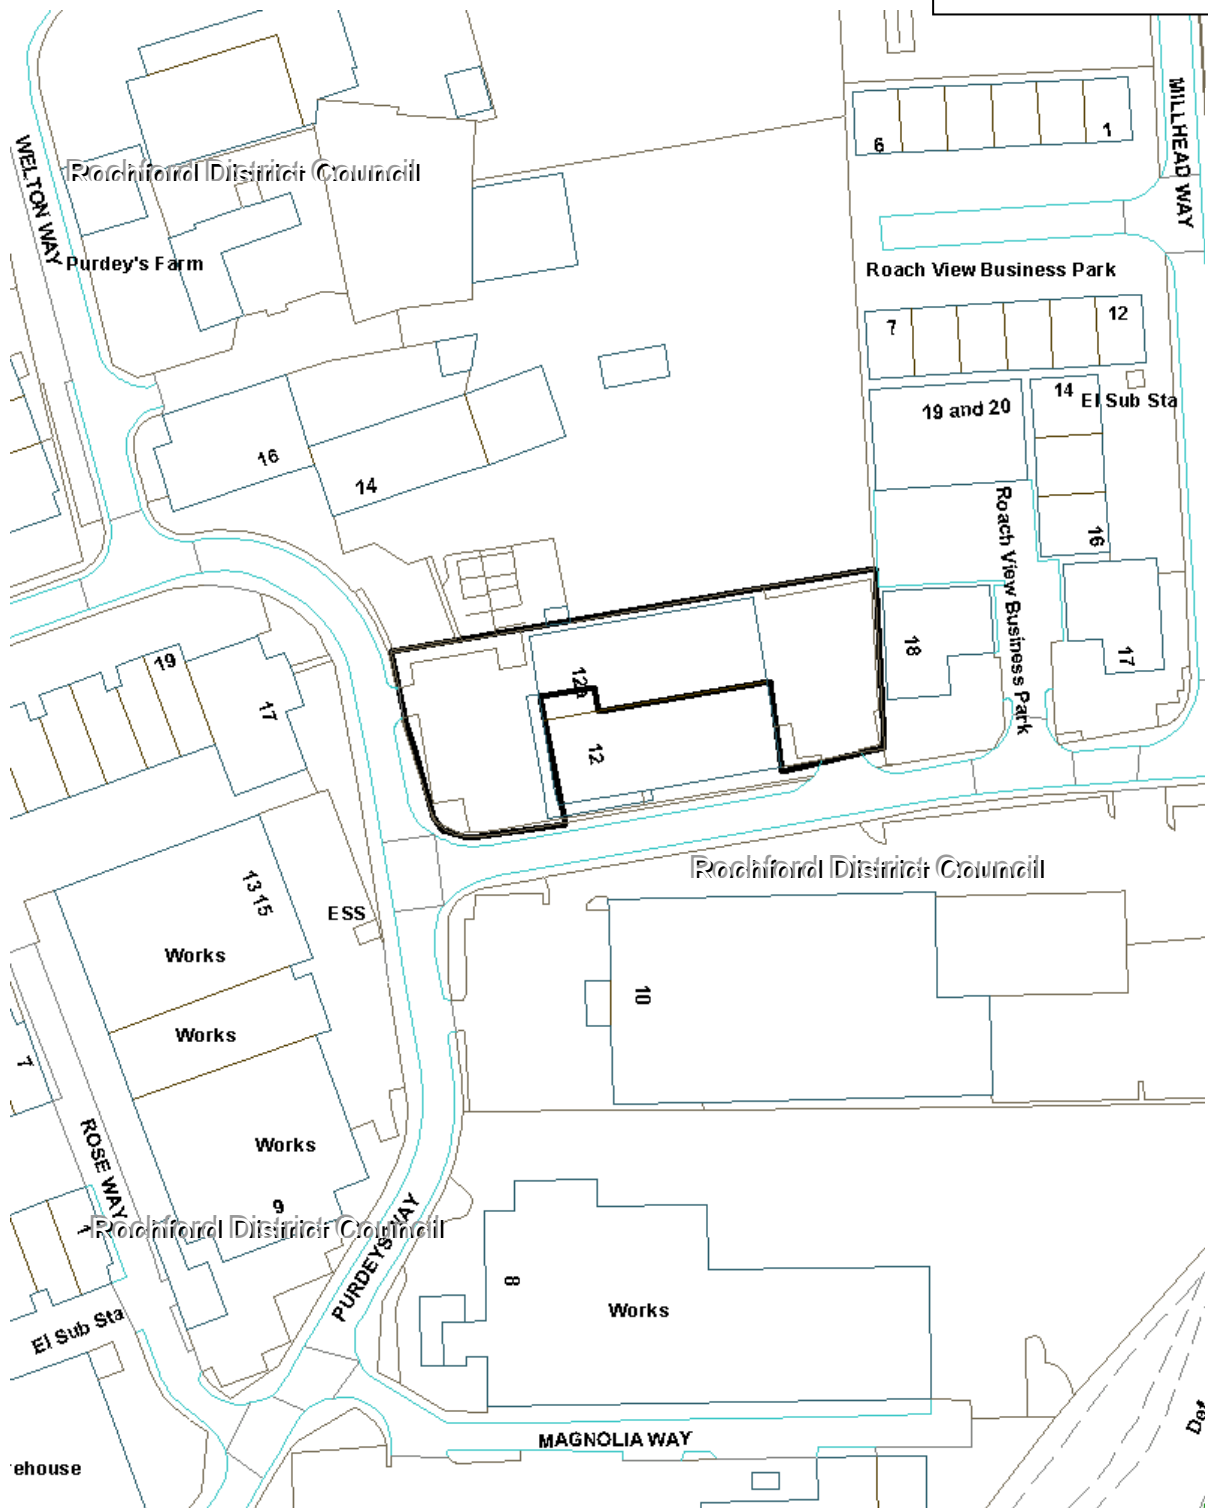 MILLHEAD WAY
6
1
WELTON WAY
Rochford District Council
Purdey's Farm
Roach View Business Park
7
12
14
El Sub Sta
19 and 20
16
14
Roach View Business Park
16
18
17
19
17
12a
12
Rochford District Council
13 15
ESS
Works
10
Works
7
Works
ROSE WAY
9
1
Rochford District Council
PURDEYS WAY
8
Works
El Sub Sta
MAGNOLIA WAY
Def
ehouse